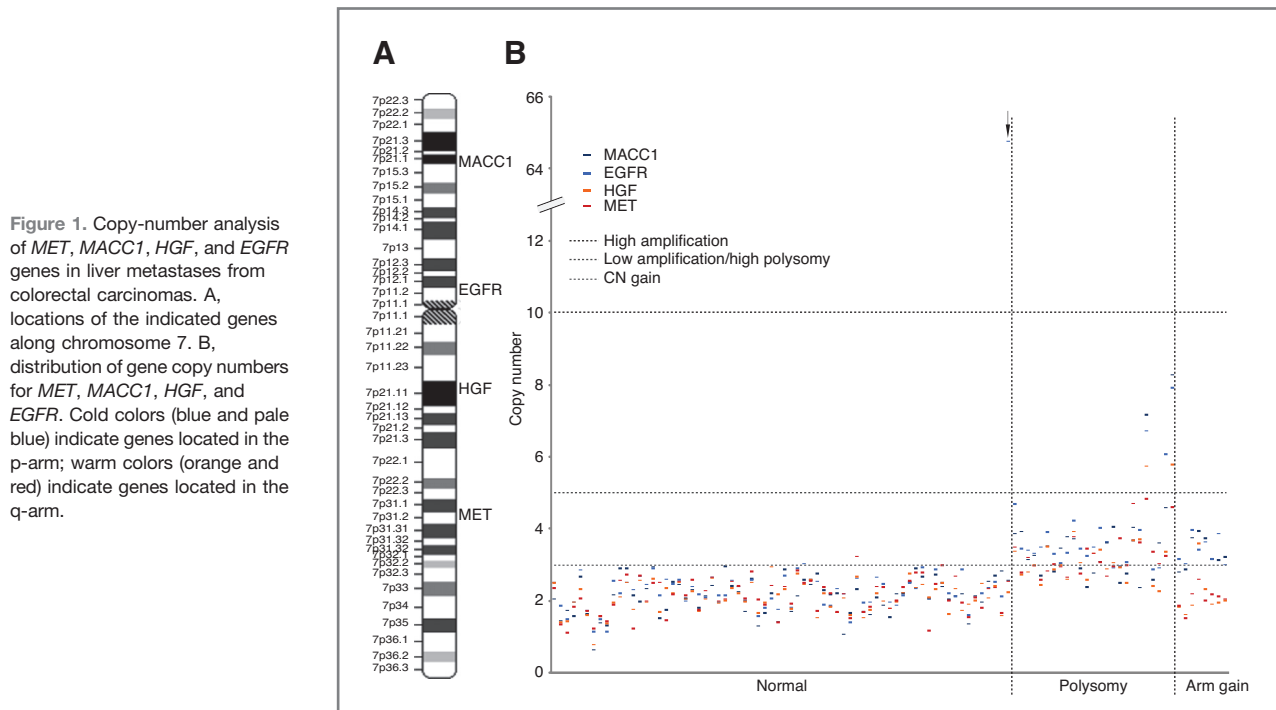 Figure 1. Copy-number analysis
of MET, MACC1, HGF, and EGFR
genes in liver metastases from
colorectal carcinomas. A,
locations of the indicated genes
along chromosome 7. B,
distribution of gene copy numbers
for MET, MACC1, HGF, and
EGFR. Cold colors (blue and pale
blue) indicate genes located in the
p-arm; warm colors (orange and
red) indicate genes located in the
q-arm.
A
7p22.3
7p22.2
7p22.1
7p21.3
7p21.2
7p21.1
MACC1
7p15.3
7p15.2
7p15.1
7p14.3
7p14.2
7p14.1
7p13
7p12.3
7p12.2
7p12.1
7p11.2
EGFR
7p11.1
7p11.1
7p11.21
7p11.22
7p11.23
7p21.11
HGF
7p21.12
7p21.13
7p21.2
7p21.3
7p22.1
7p22.2
7p22.3
7p31.1
7p31.2
MET
7p31.31
7p31.32
7p31.32
7p32.1
7p32.2
7p32.3
7p33
7p34
7p35
7p36.1
7p36.2
7p36.3
B
66
64
12
10
8
6
4
2
0
Copy number
MACC1
EGFR
HGF
MET
High amplification
Low amplification/high polysomy
CN gain
Normal
Polysomy
Arm gain